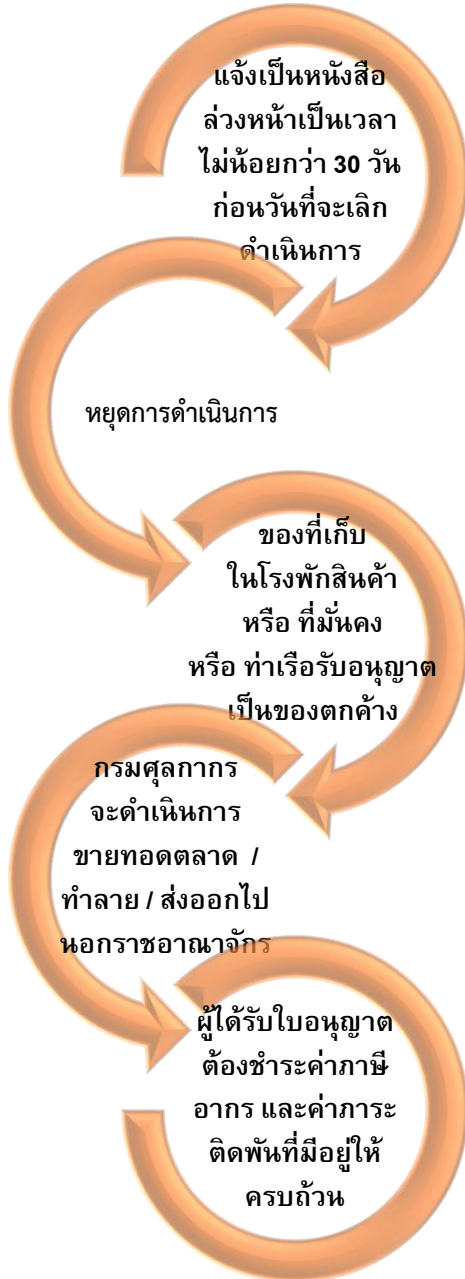 แจ้งเป็นหนังสือ
ล่วงหน้าเป็นเวลา
ไม่น้อยกว่า 30 วัน
ก่อนวันที่จะเลิก
ดำเนินการ
หยุดการดำเนินการ
ของที่เก็บ
ในโรงพักสินค้า
หรือ ที่มั่นคง
หรือ ท่าเรือรับอนุญาต
เป็นของตกค้าง
กรมศุลกากร
จะดำเนินการ
ขายทอดตลาด /
ทำลาย / ส่งออกไป
นอกราชอาณาจักร
ผู้ได้รับใบอนุญาต
ต้องชำระค่าภาษี
อากร และค่าภาระ
ติดพันที่มีอยู่ให้
ครบถ้วน